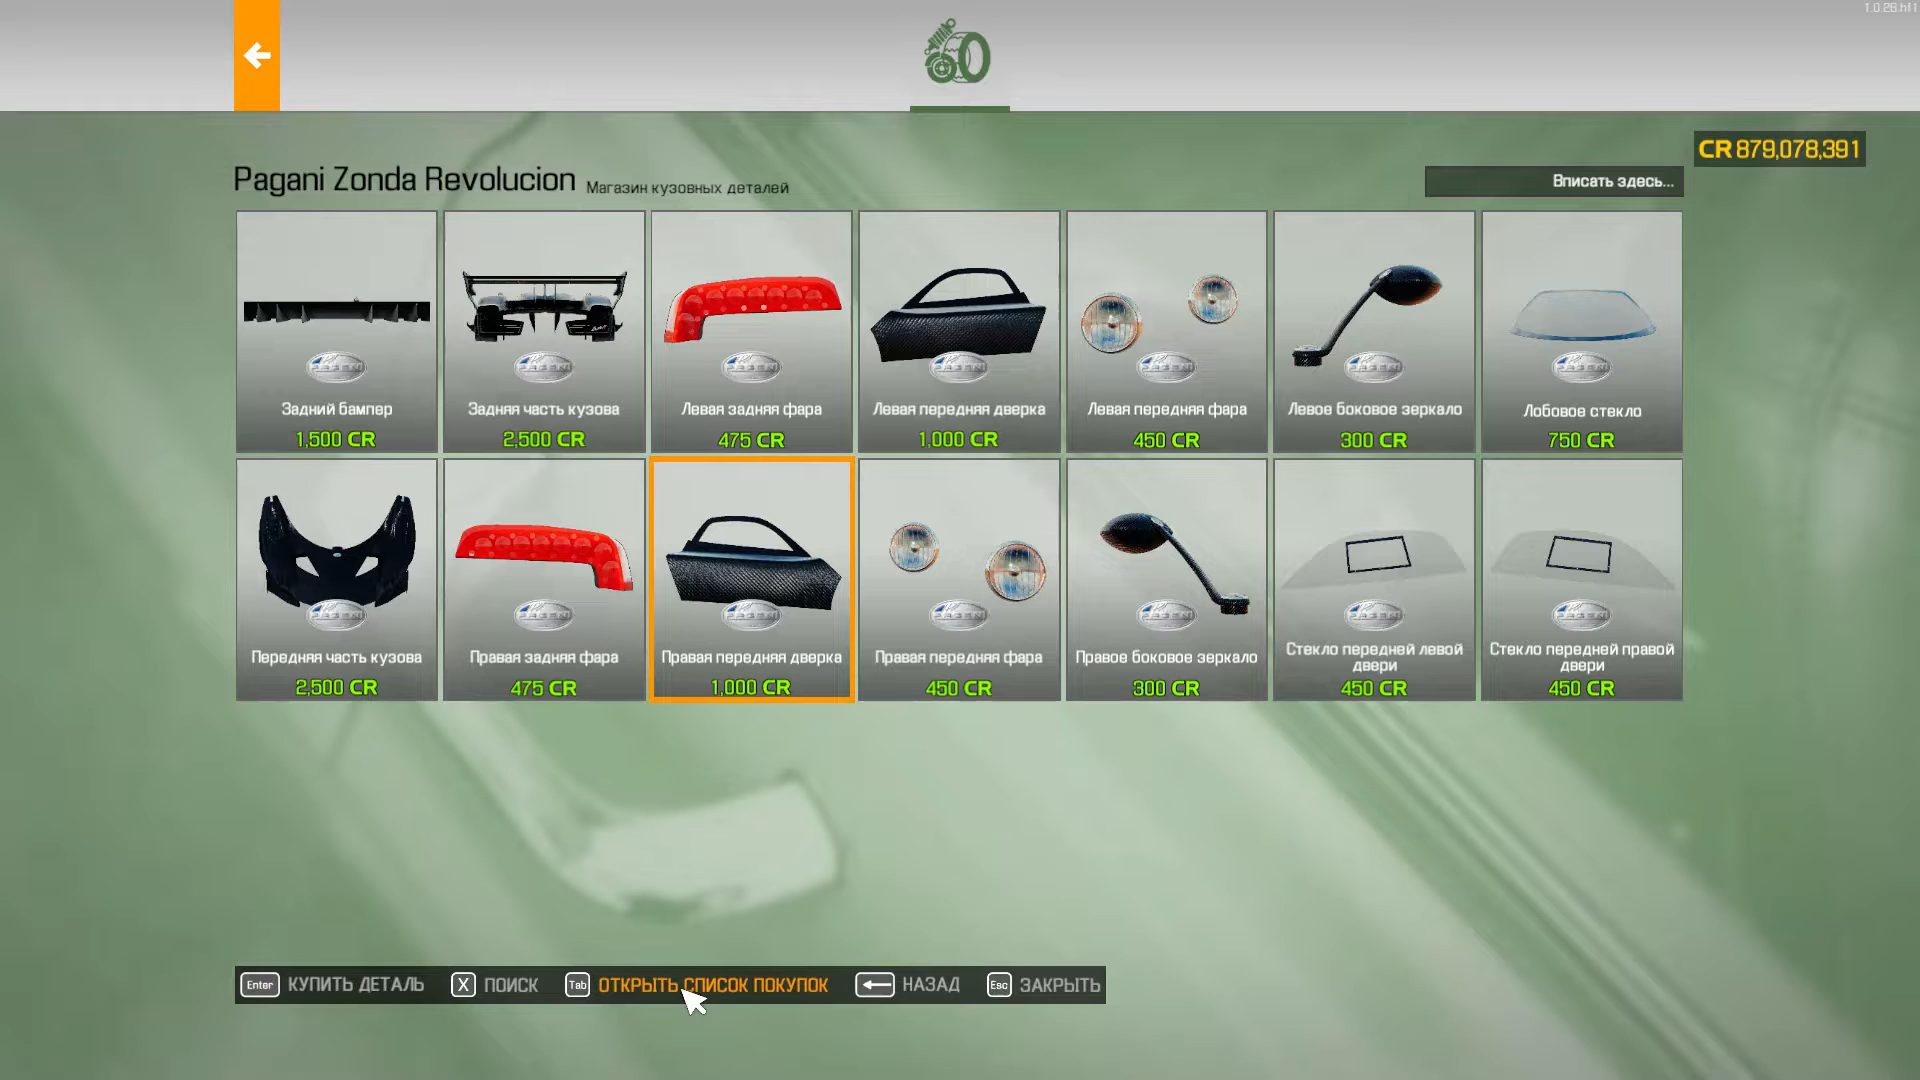 1.0.26.hf1
CR 879,078,391
Pagani Zonda Revolucion Магазин кузовных деталей
Вписать здесь...
Задний бампер
1,500 CR
Задняя часть кузова
2,500 CR
Левая задняя фара
475 CR
Левая передняя дверка
1,000 CR
Левая передняя фара
450 CR
Левое боковое зеркало
300 CR
Лобовое стекло
750 CR
Передняя часть кузова
2,500 CR
Правая задняя фара
475 CR
Правая передняя дверка
1,000 CR
Правая передняя фара
450 CR
Правое боковое зеркало
300 CR
Стекло передней левой
двери
450 CR
Стекло передней правой
двери
450 CR
Enter КУПИТЬ ДЕТАЛЬ X ПОИСК Tab ОТКРЫТЬ СПИСОК ПОКУПОК НАЗАД Esc ЗАКРЫТЬ